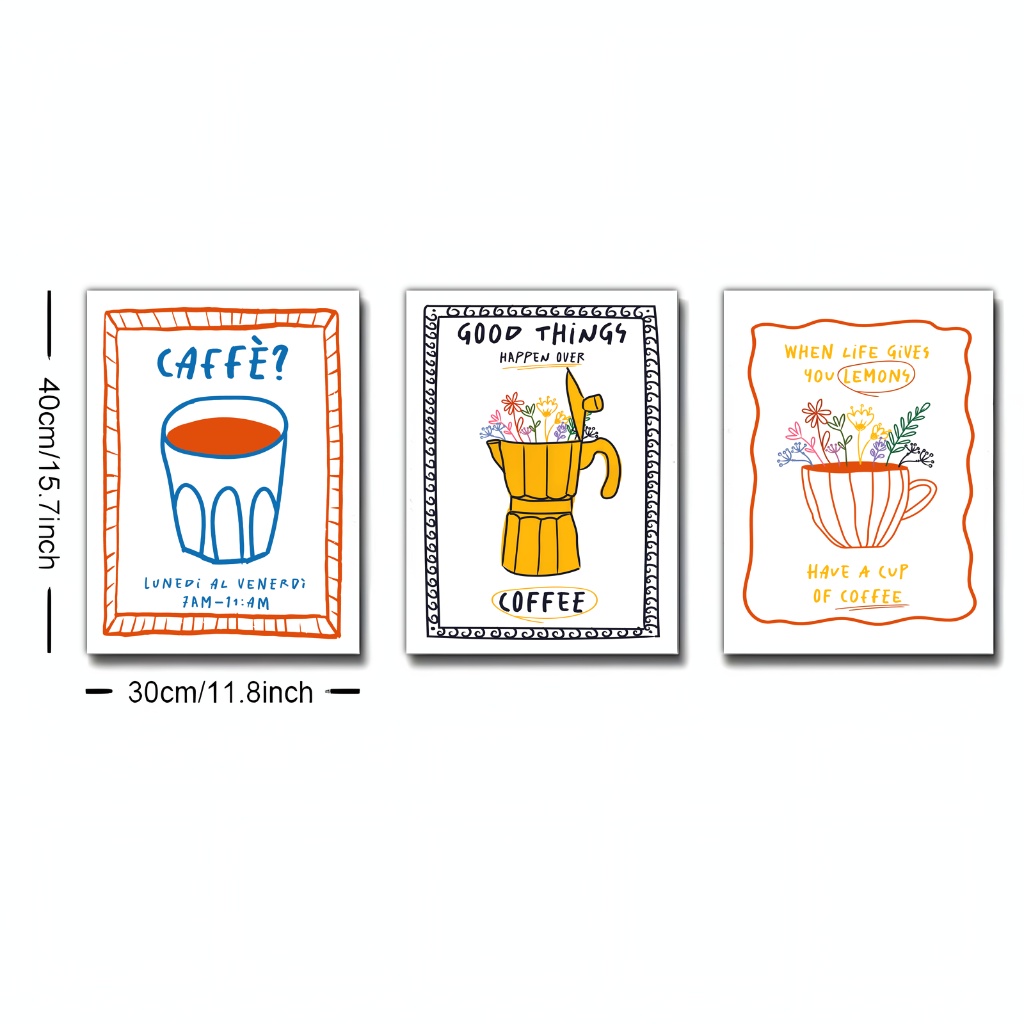 40cm/15.7inch
30cm/11.8inch
CAFFÈ?
LUNEDì AL VENERDì
7AM-11:AM
GOOD THiNGS
HAPPEN OVER
COFFEE
WHEN LiFE GiVES
YOU LEMONS
HAVE A CUP
OF COFFEE